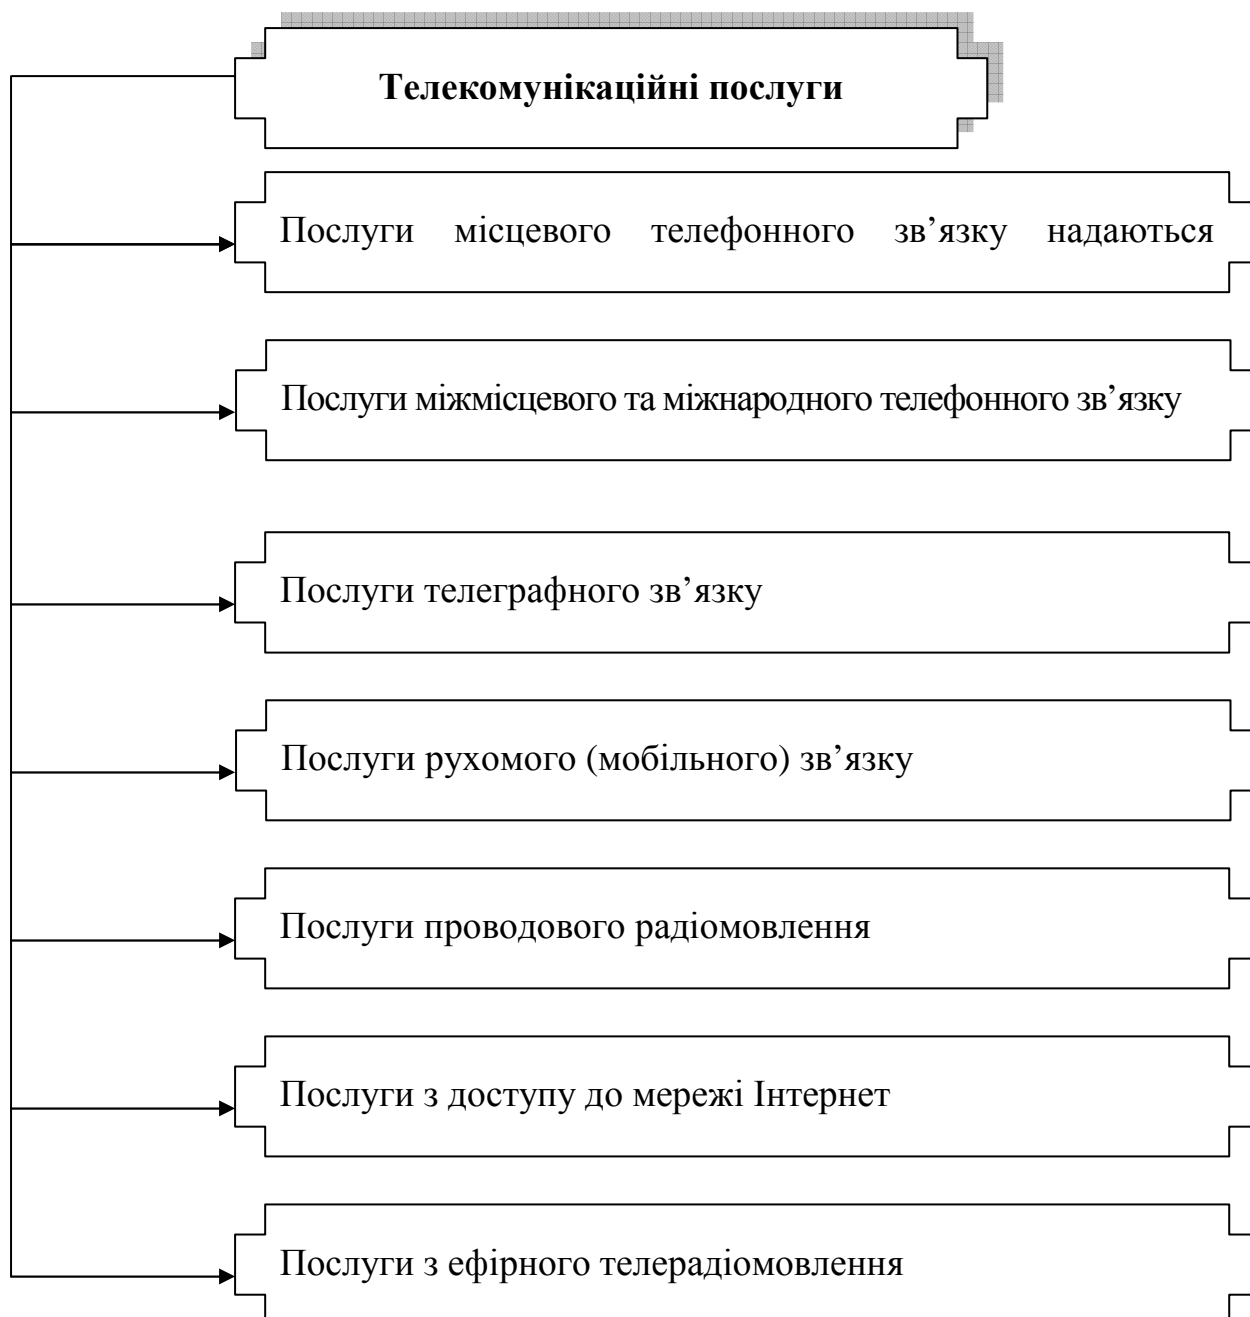 Телекомунікаційні послуги
Послуги місцевого телефонного зв’язку надаються
Послуги міжмісцевого та міжнародного телефонного зв’язку
Послуги телеграфного зв’язку
Послуги рухомого (мобільного) зв’язку
Послуги проводового радіомовлення
Послуги з доступу до мережі Інтернет
Послуги з ефірного телерадіомовлення